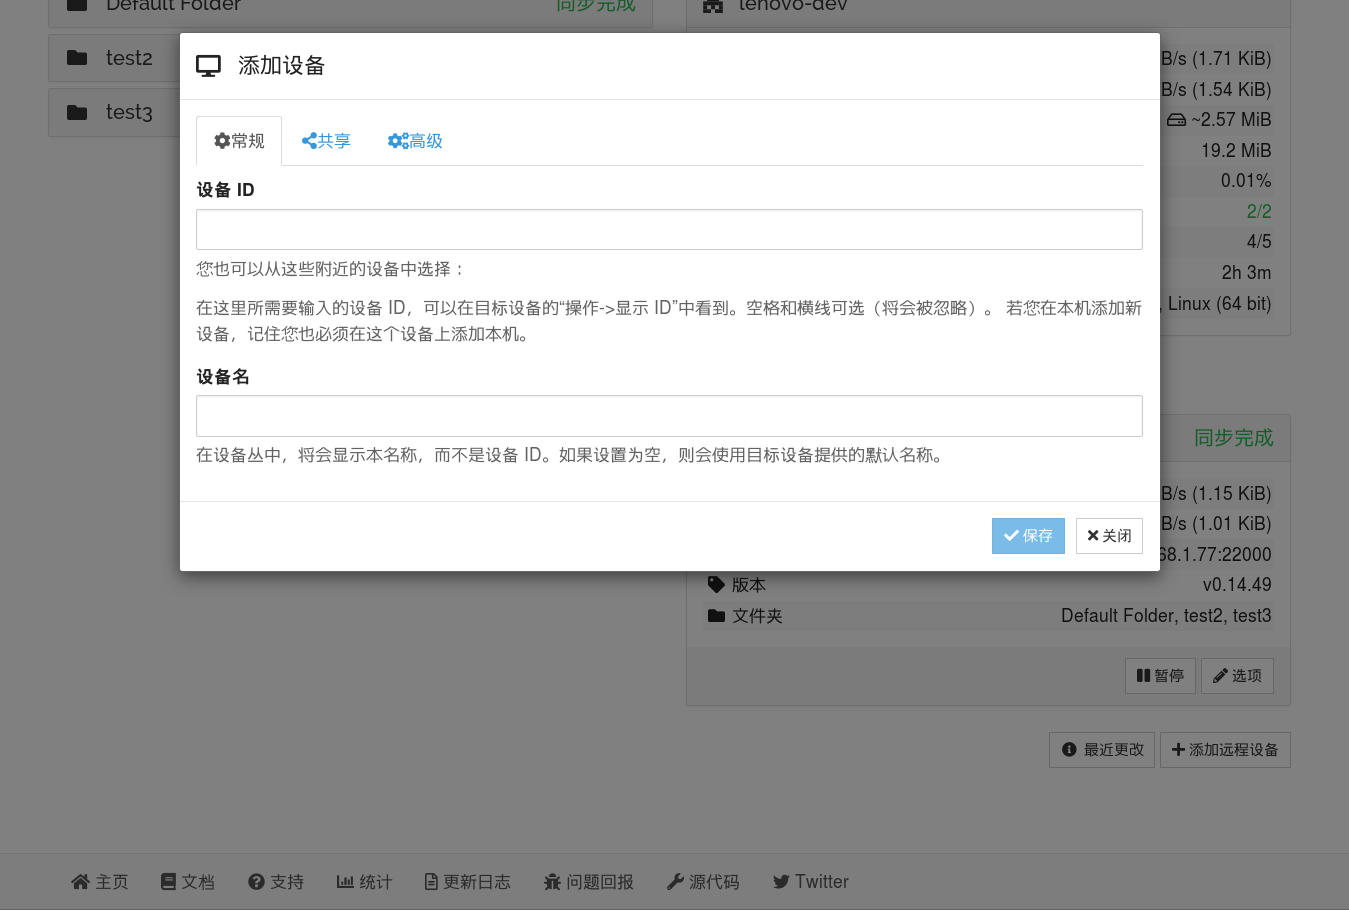 Default Folder
同步完成
lenovo-dev
test2
test3
添加设备
常规
共享
高级
设备 ID
您也可以从这些附近的设备中选择：
在这里所需要输入的设备 ID，可以在目标设备的“操作->显示 ID”中看到。空格和横线可选（将会被忽略）。 若您在本机添加新
设备，记住您也必须在这个设备上添加本机。
设备名
在设备丛中，将会显示本名称，而不是设备 ID。如果设置为空，则会使用目标设备提供的默认名称。
保存
关闭
B/s (1.71 KiB)
B/s (1.54 KiB)
~2.57 MiB
19.2 MiB
0.01%
2/2
4/5
2h 3m
, Linux (64 bit)
同步完成
B/s (1.15 KiB)
B/s (1.01 KiB)
68.1.77:22000
版本
v0.14.49
文件夹
Default Folder, test2, test3
暂停
选项
最近更改
添加远程设备
主页
文档
支持
统计
更新日志
问题回报
源代码
Twitter